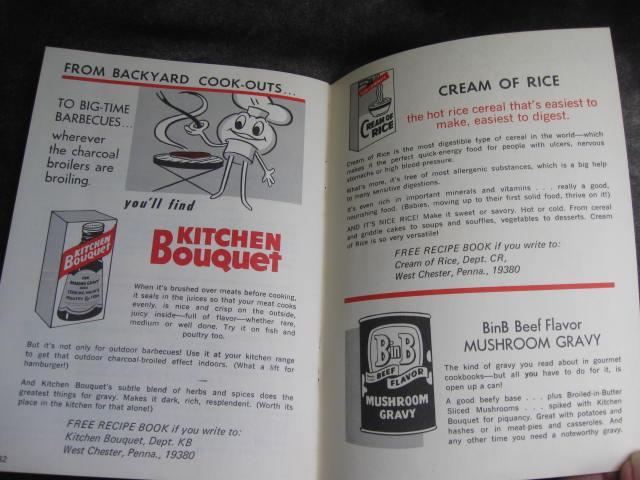 FROM BACKYARD COOK-OUTS...
TO BIG-TIME
BARBECUES...
wherever
the charcoal
broilers are
broiling.
you'll find
KITCHEN
Bouquet
KITCHEN
Bouquet
When it's brushed over meats before cooking,
it seals in the juices so that your meat cooks
evenly, is nice and crisp on the outside,
juicy inside—full of flavor—whether rare,
medium or well done. Try it on fish and
poultry too.
But it's not only for outdoor barbecues! Use it at your kitchen range
to get that outdoor charcoal-broiled effect indoors. (What a lift for
hamburger!)
And Kitchen Bouquet's subtle blend of herbs and spices does the
greatest things for gravy. Makes it dark, rich, resplendent. (Worth its
place in the kitchen for that alone!)
FREE RECIPE BOOK if you write to:
Kitchen Bouquet, Dept. KB
West Chester, Penna., 19380
32
CREAM OF RICE
CREAM OF
RICE
the hot rice cereal that's easiest to
make, easiest to digest.
Cream of Rice is the most digestible type of cereal in the world—which
makes it the perfect quick-energy food for people with ulcers, nervous
stomachs or high blood-pressure.
What's more, it's free of most allergenic substances, which is a big help
to many sensitive digestions.
It's even rich in important minerals and vitamins . . . really a good,
nourishing food. (Babies, moving up to their first solid food, thrive on it!)
AND IT'S NICE RICE! Make it sweet or savory. Hot or cold. From cereal
and griddle cakes to soups and souffles, vegetables to desserts. Cream
of Rice is so very versatile!
FREE RECIPE BOOK if you write to:
Cream of Rice, Dept. CR,
West Chester, Penna., 19380
BinB
BEEF
FLAVOR
MUSHROOM
GRAVY
BinB Beef Flavor
MUSHROOM GRAVY
The kind of gravy you read about in gourmet
cookbooks—but all you have to do for it, is
open up a can!
A good beefy base . . . plus Broiled-in-Butter
Sliced Mushrooms . . . spiked with Kitchen
Bouquet for piquancy. Great with potatoes and
hashes or in meat-pies and casseroles. And
any other time you need a noteworthy gravy.